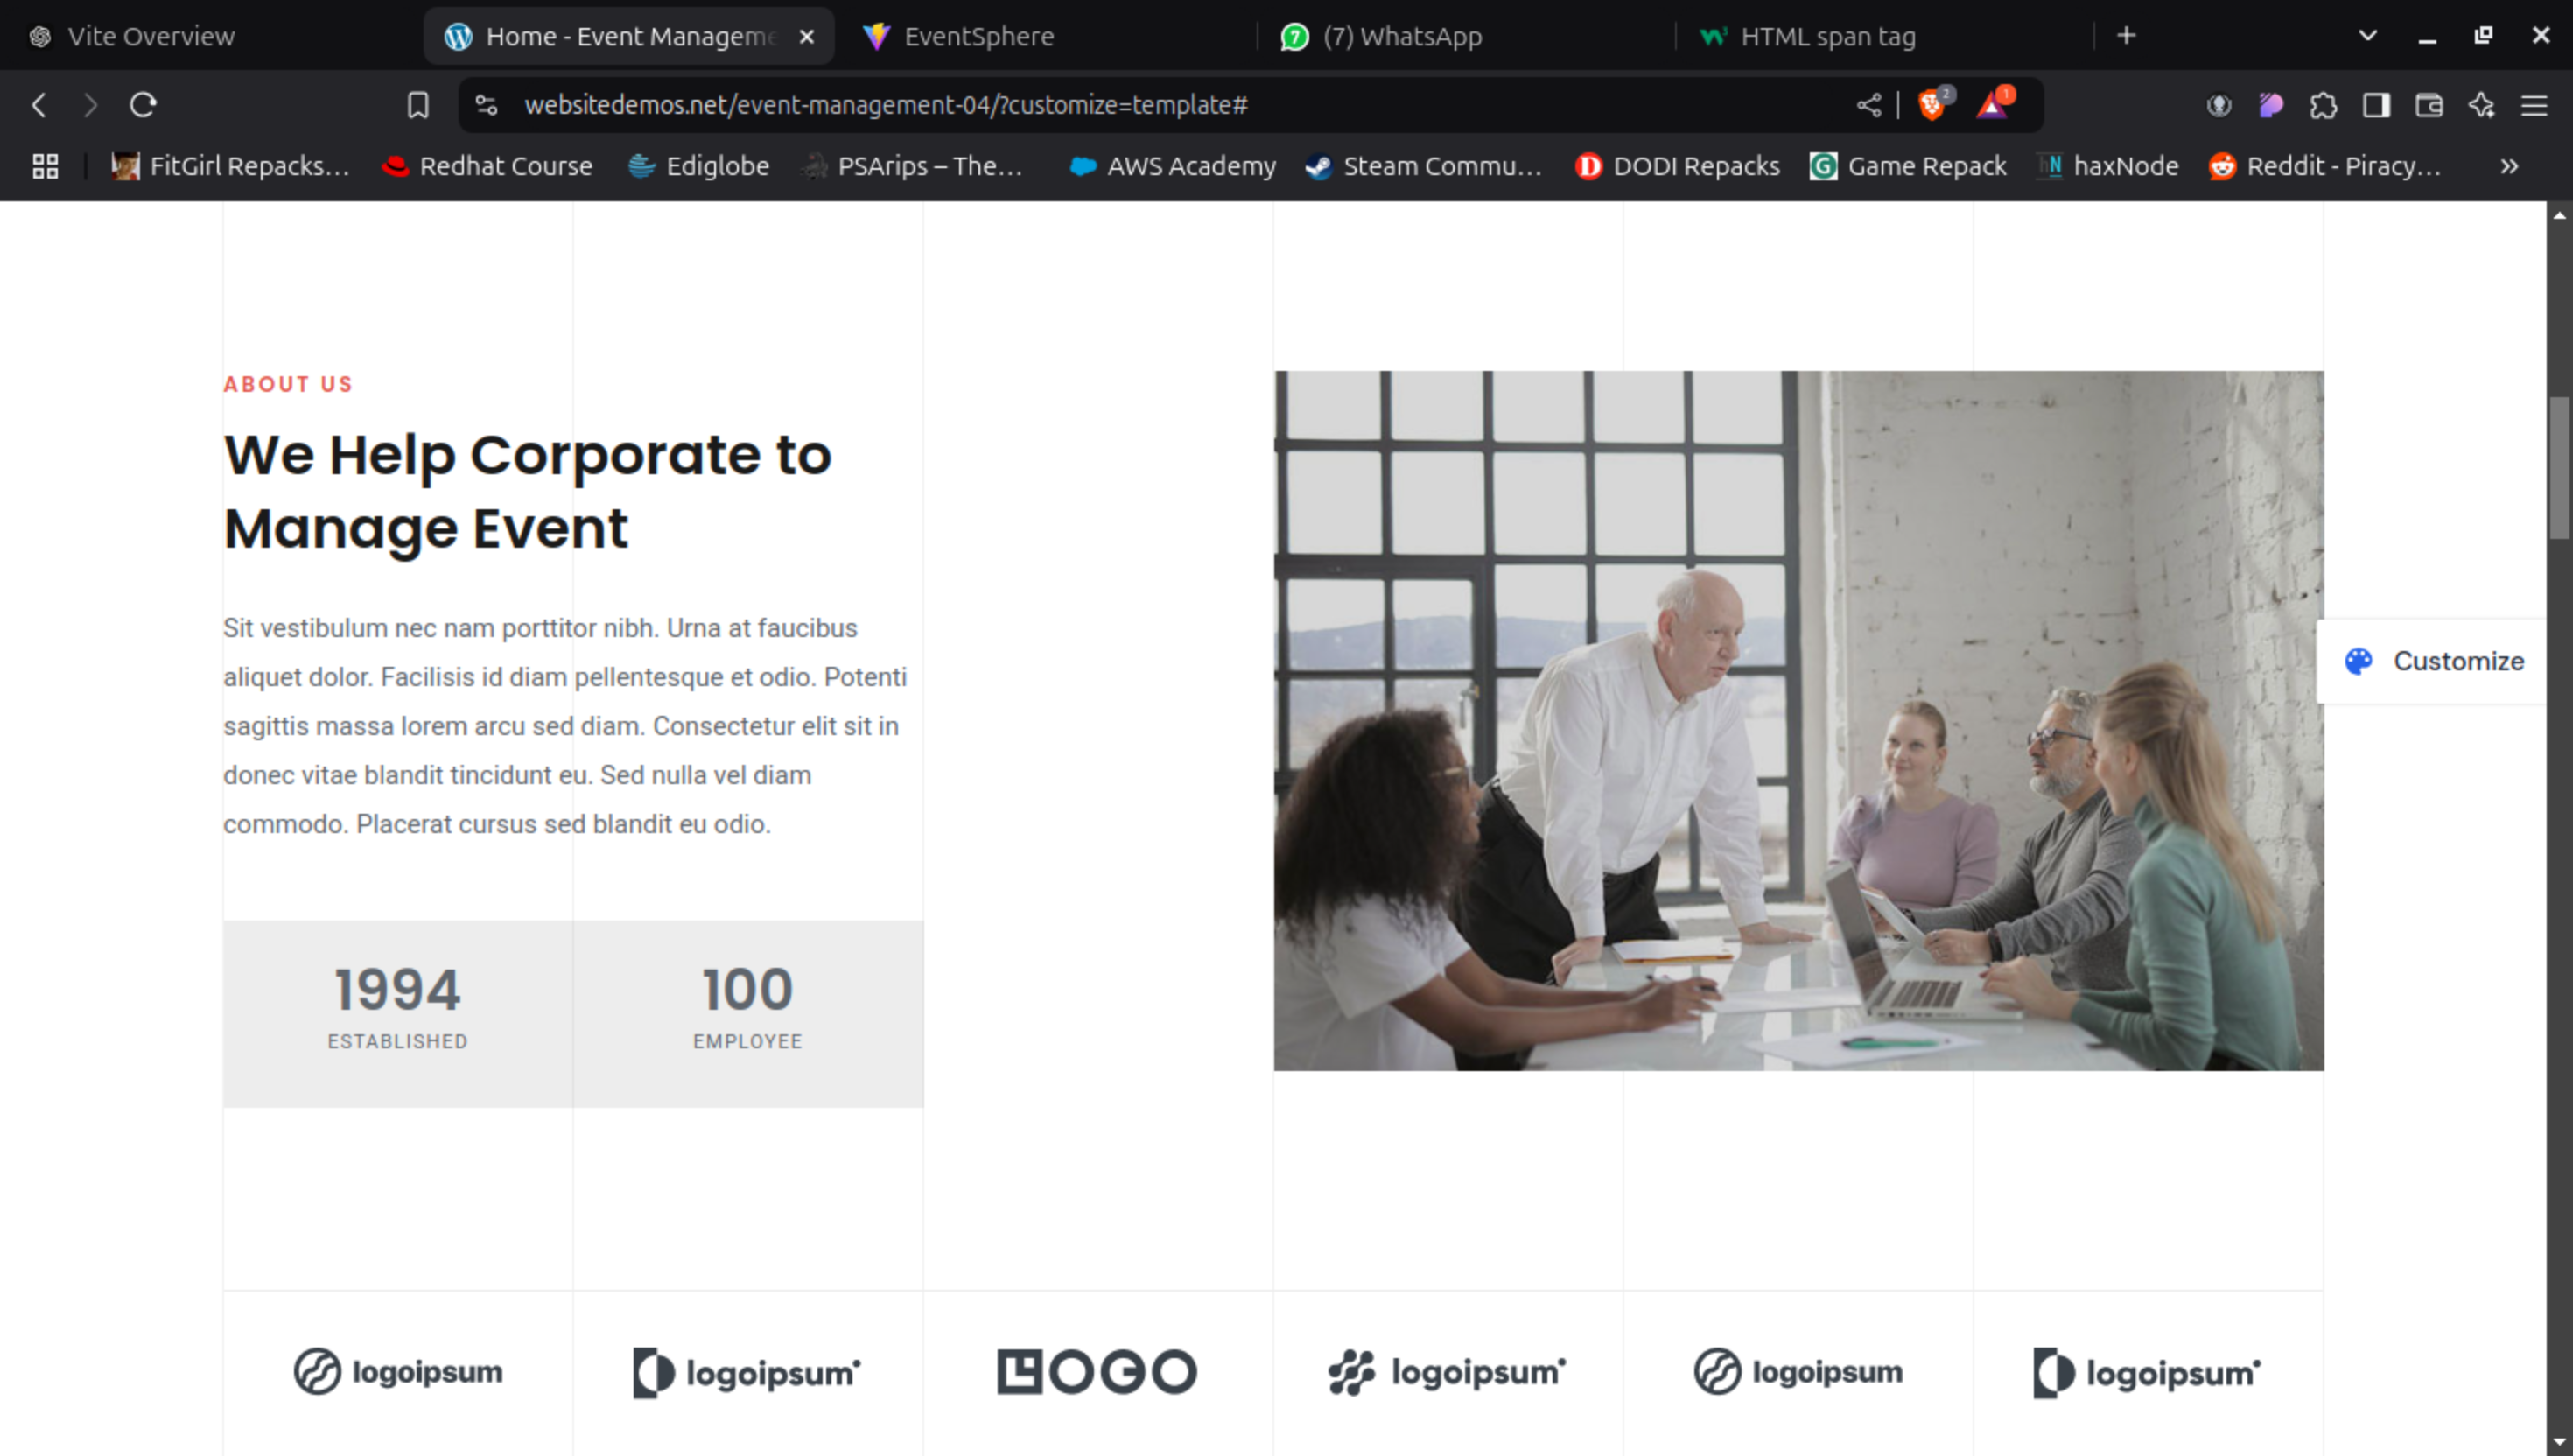 Vite Overview
Home - Event Manageme
EventSphere
7
(7) WhatsApp
HTML span tag
websitedemos.net/event-management-04/?customize=template#
2
1
FitGirl Repacks...
Redhat Course
Ediglobe
PSArips – The...
AWS Academy
Steam Commu...
DODI Repacks
Game Repack
hN
haxNode
Reddit - Piracy...
ABOUT US
We Help Corporate to
Manage Event
Sit vestibulum nec nam porttitor nibh. Urna at faucibus
aliquet dolor. Facilisis id diam pellentesque et odio. Potenti
sagittis massa lorem arcu sed diam. Consectetur elit sit in
donec vitae blandit tincidunt eu. Sed nulla vel diam
commodo. Placerat cursus sed blandit eu odio.
Customize
1994
100
ESTABLISHED
EMPLOYEE
logoipsum
logoipsum
LOGO
logoipsum
logoipsum
logoipsum